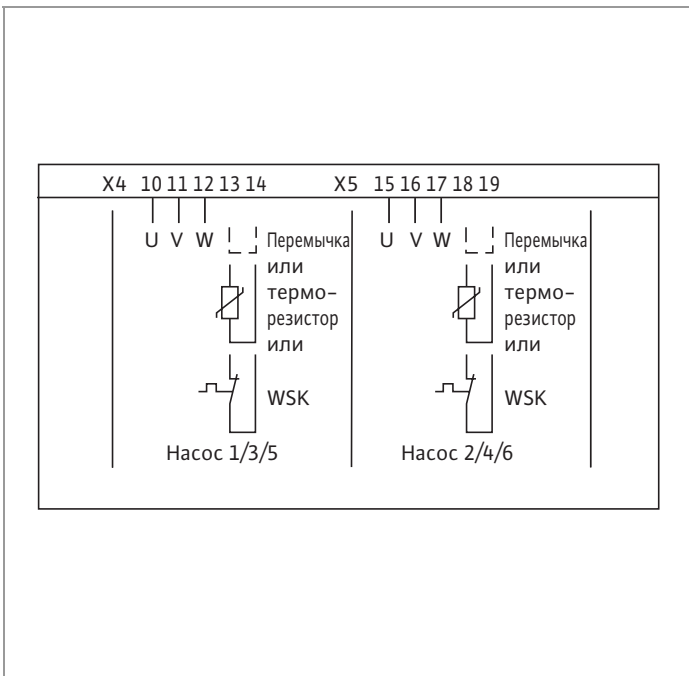 X4 10 11 12 13 14 X5 15 16 17 18 19
U V W Перемычка
или
термо-
резистор
или
WSK
Насос 1/3/5
U V W Перемычка
или
термо-
резистор
или
WSK
Насос 2/4/6